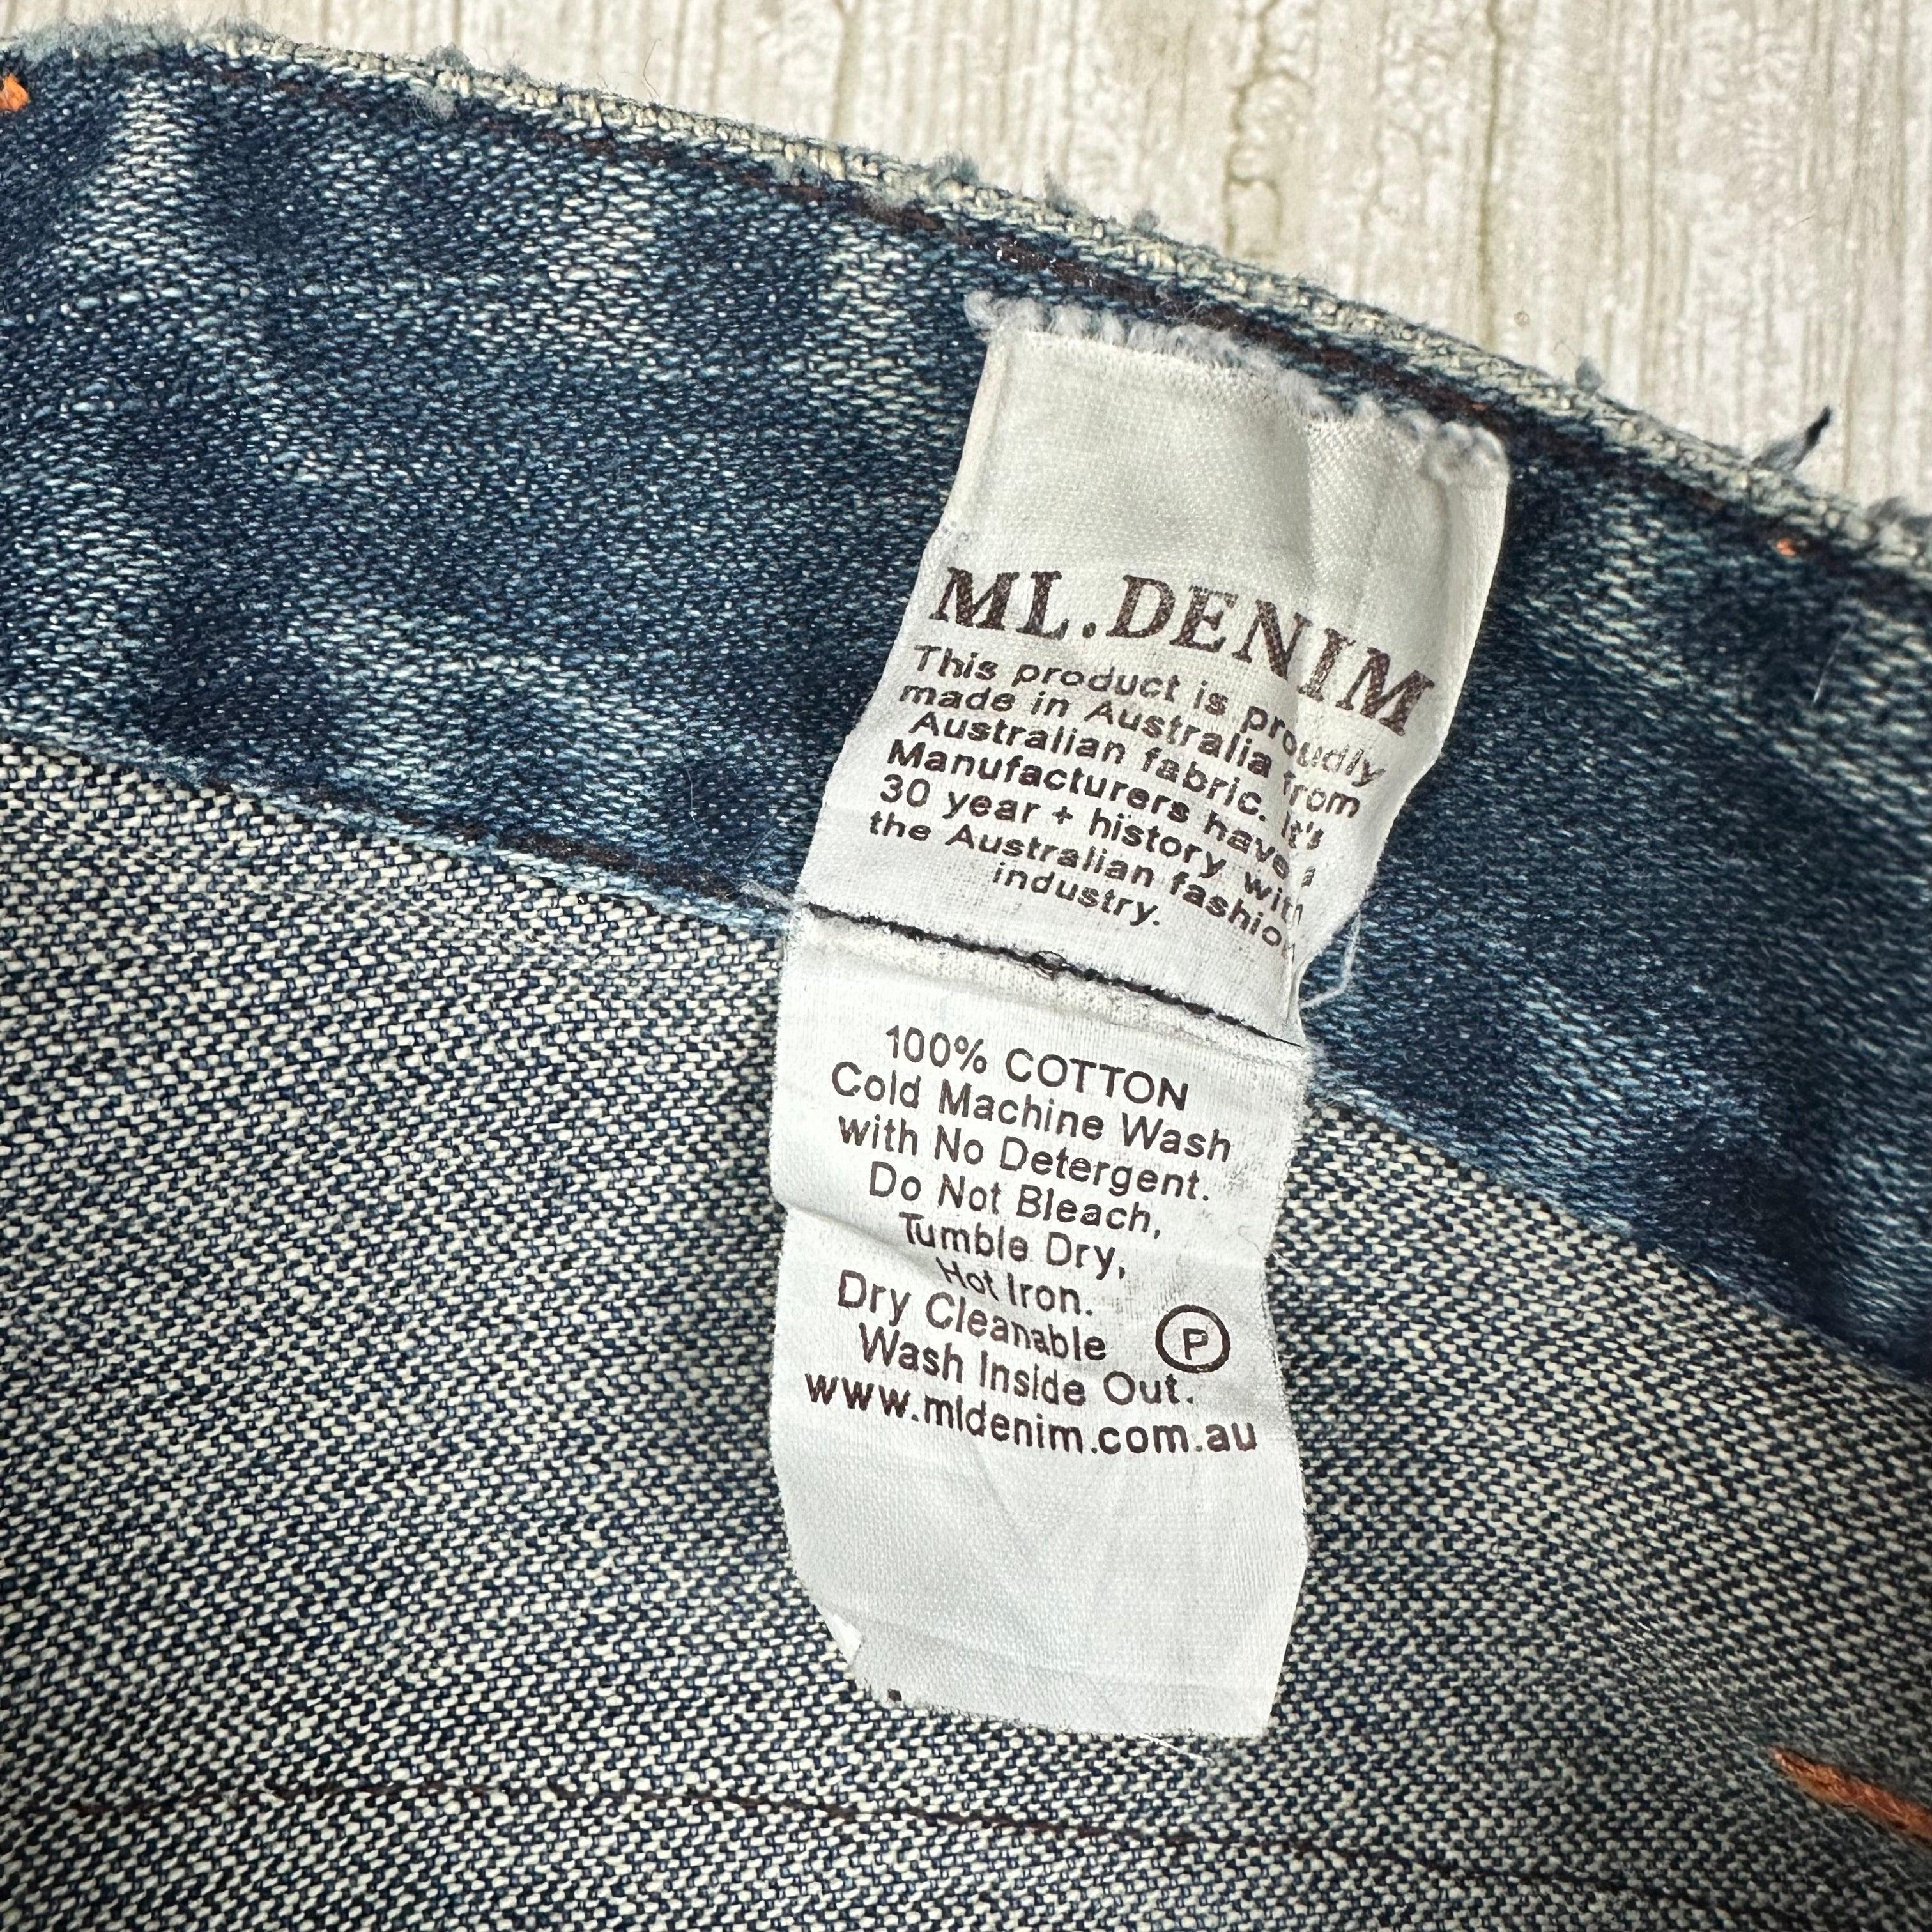 ML.DENIM
This product is proudly
made in Australia from
Australian fabric. It's
Manufacturers have a
30 year + history with
the Australian fashion
industry.
100% COTTON
Cold Machine Wash
with No Detergent.
Do Not Bleach,
Tumble Dry,
Hot Iron.
Dry Cleanable P
Wash Inside Out.
www.mldenim.com.au